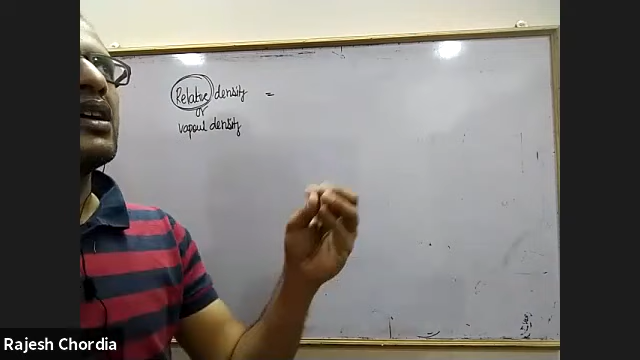 Relative density =
or
vapour density
Rajesh Chordia